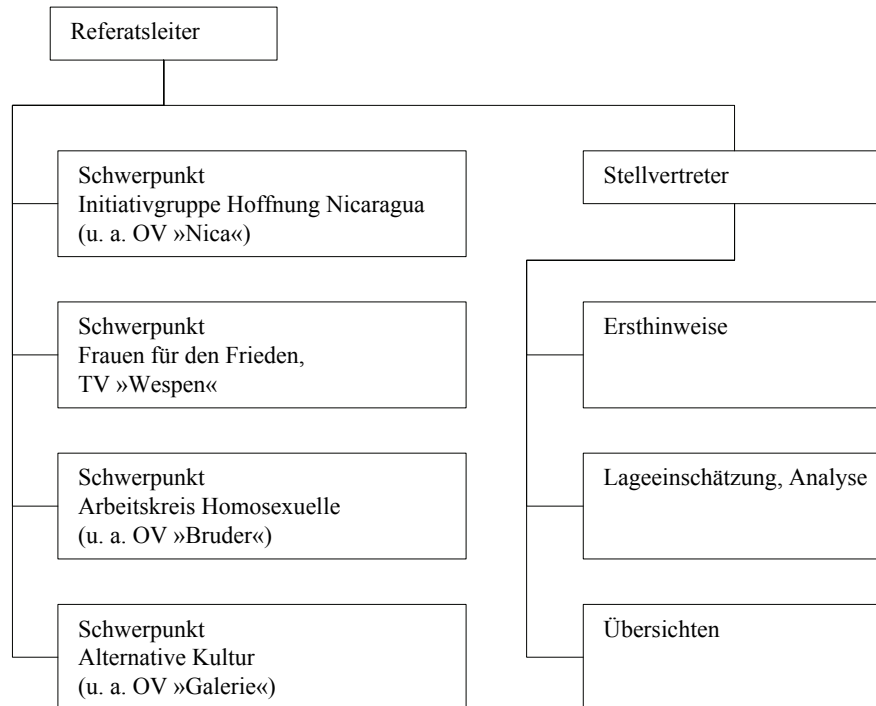 Referatsleiter
Schwerpunkt
Initiativgruppe Hoffnung Nicaragua
(u. a. OV »Nica«)
Schwerpunkt
Frauen für den Frieden,
TV »Wespen«
Schwerpunkt
Arbeitskreis Homosexuelle
(u. a. OV »Bruder«)
Schwerpunkt
Alternative Kultur
(u. a. OV »Galerie«)
Stellvertreter
Ersthinweise
Lageeinschätzung, Analyse
Übersichten